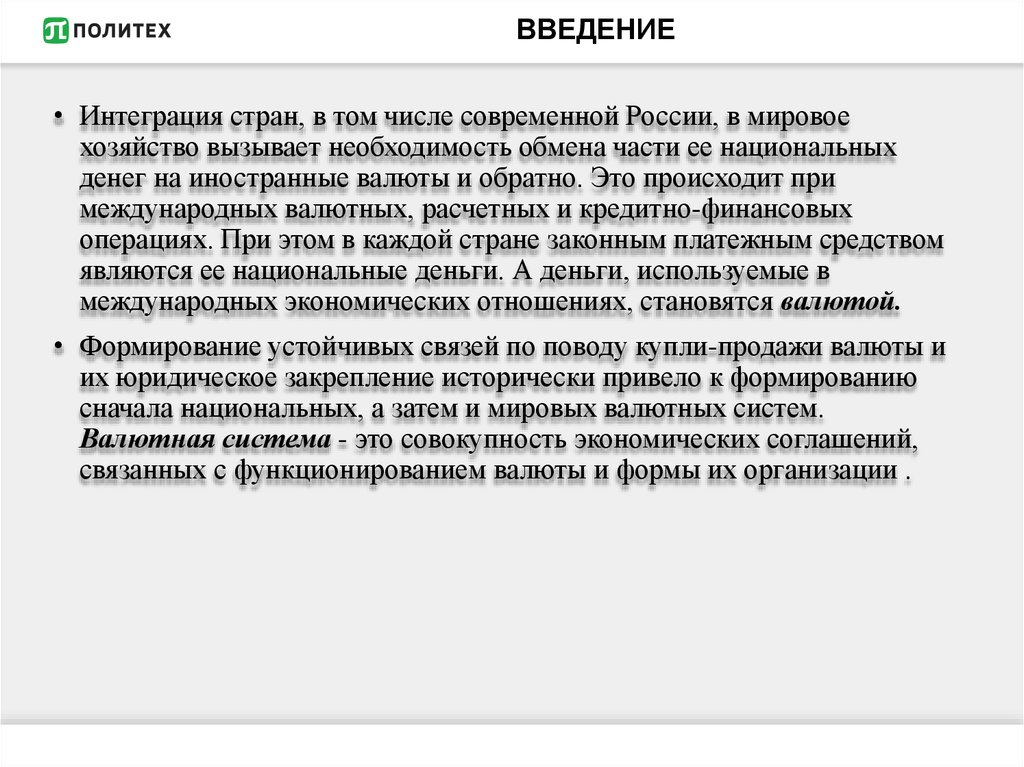 ПОЛИТЕХ
ВВЕДЕНИЕ
• Интеграция стран, в том числе современной России, в мировое
хозяйство вызывает необходимость обмена части ее национальных
денег на иностранные валюты и обратно. Это происходит при
международных валютных, расчетных и кредитно-финансовых
операциях. При этом в каждой стране законным платежным средством
являются ее национальные деньги. А деньги, используемые в
международных экономических отношениях, становятся валютой.
• Формирование устойчивых связей по поводу купли-продажи валюты и
их юридическое закрепление исторически привело к формированию
сначала национальных, а затем и мировых валютных систем.
Валютная система - это совокупность экономических соглашений,
связанных с функционированием валюты и формы их организации .